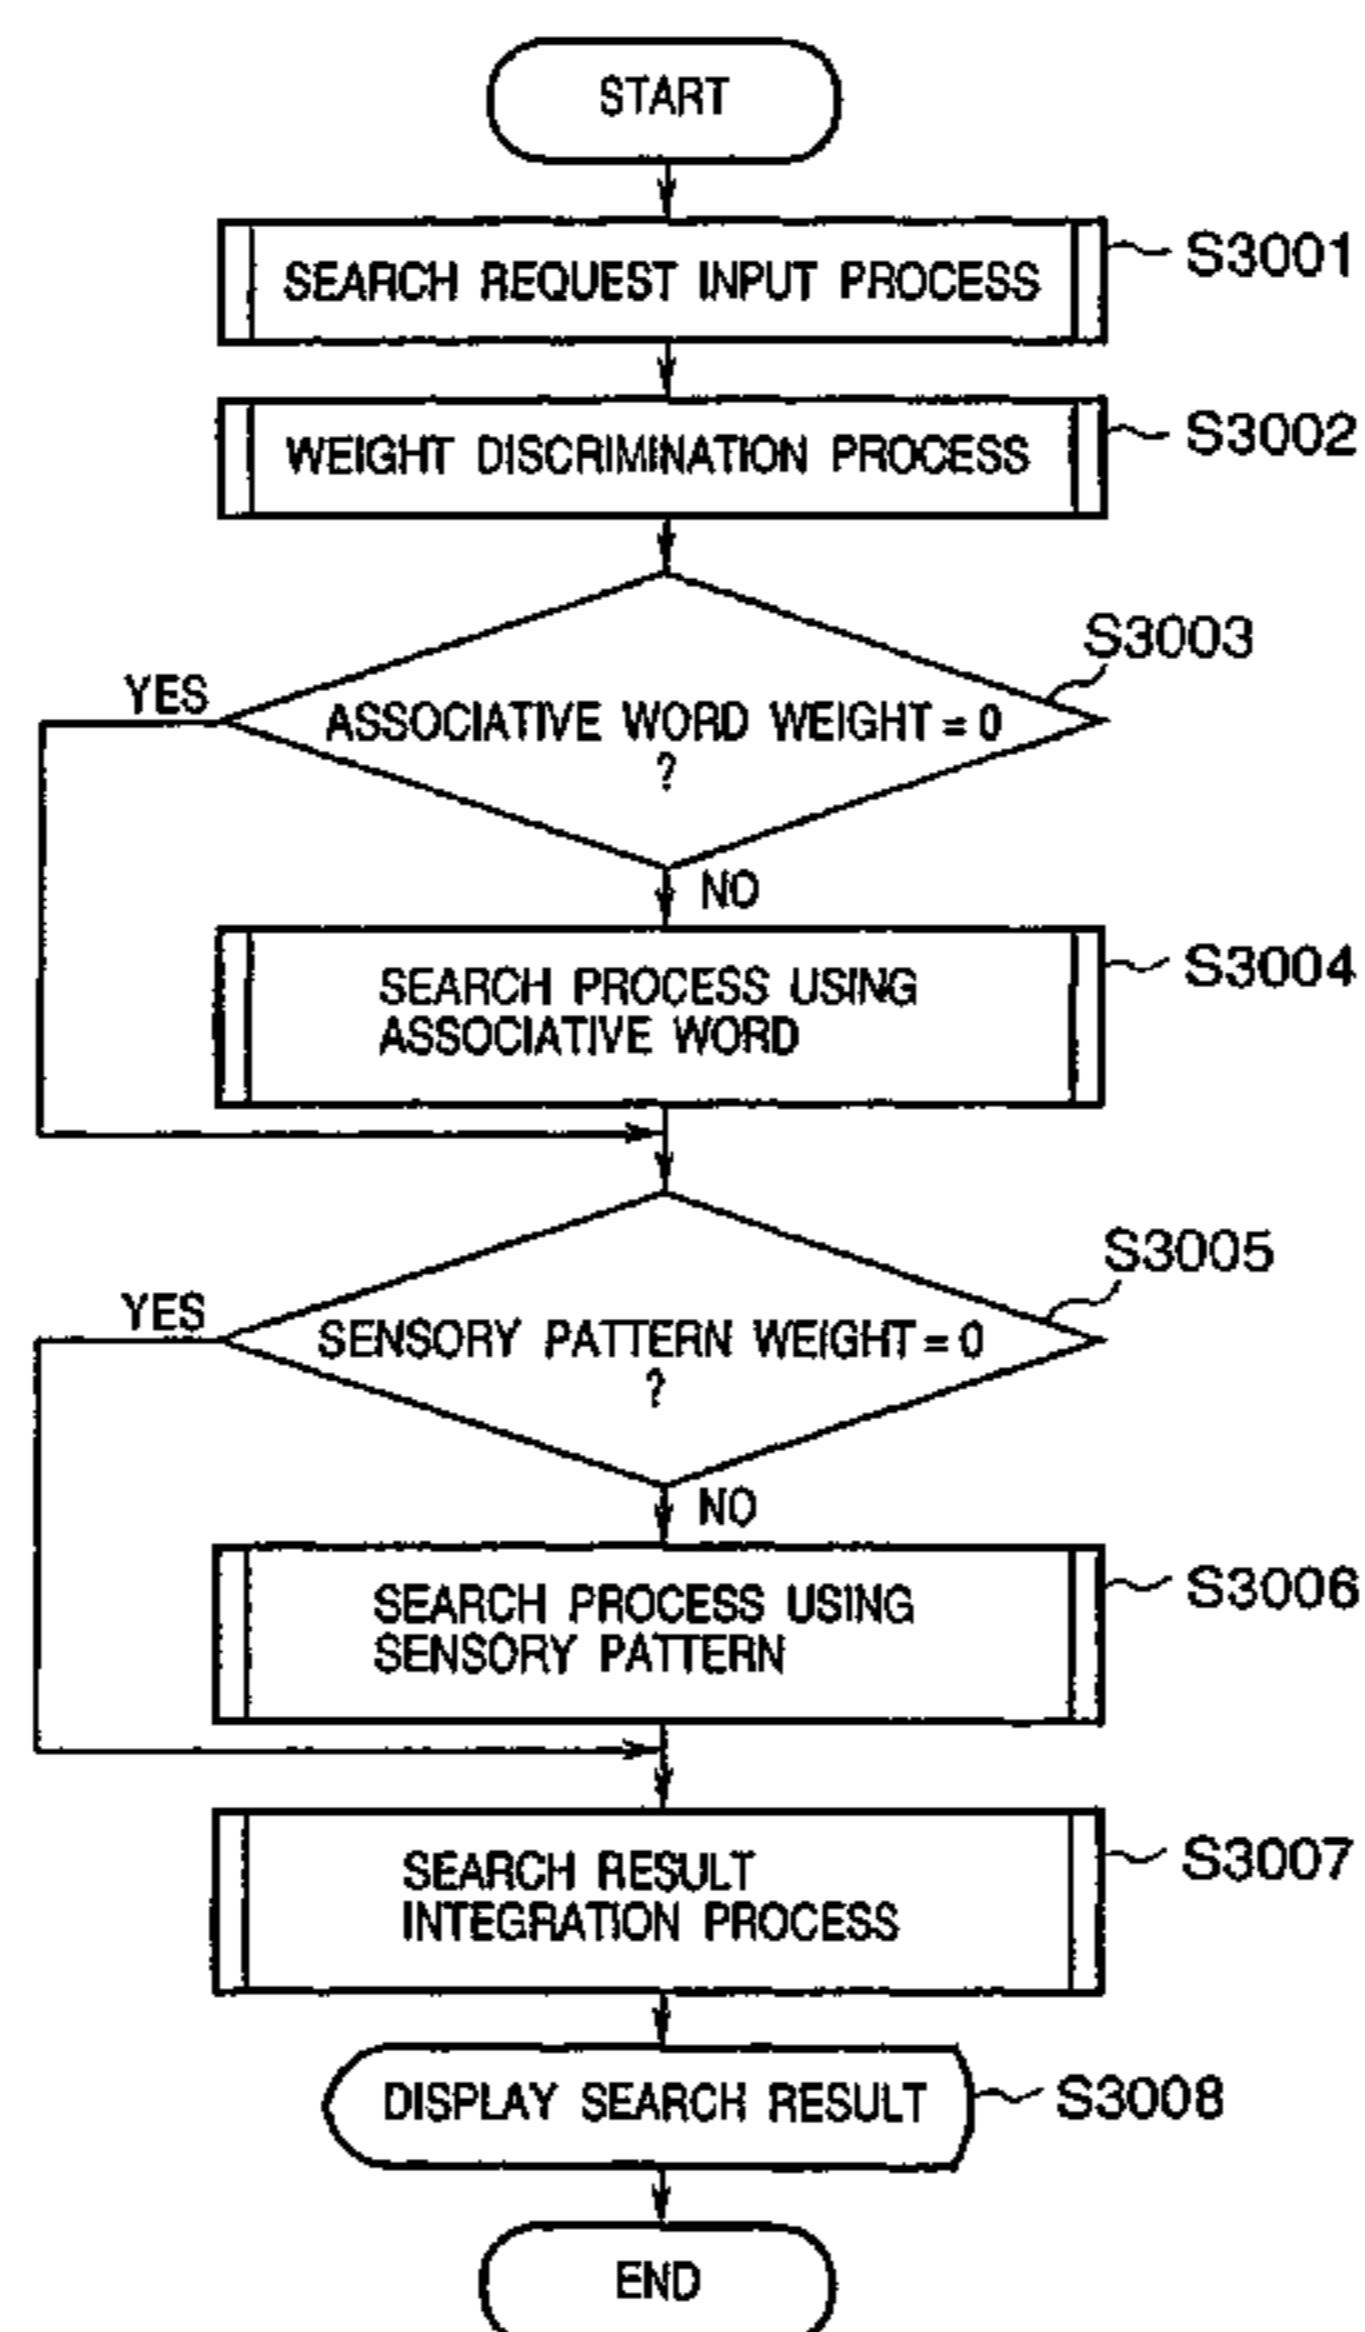 START
SEARCH REQUEST INPUT PROCESS
S3001
WEIGHT DISCRIMINATION PROCESS
S3002
S3003
YES
ASSOCIATIVE WORD WEIGHT = 0
?
NO
SEARCH PROCESS USING
ASSOCIATIVE WORD
S3004
S3005
YES
SENSORY PATTERN WEIGHT = 0
?
NO
SEARCH PROCESS USING
SENSORY PATTERN
S3006
SEARCH RESULT
INTEGRATION PROCESS
S3007
DISPLAY SEARCH RESULT
S3008
END